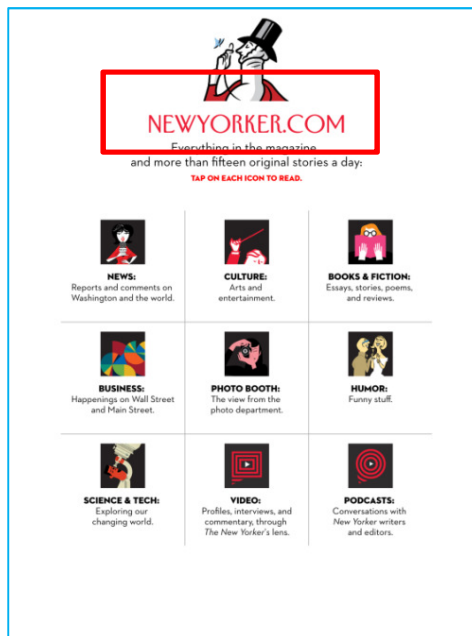 NEWYORKER.COM
Everything in the magazine
and more than fifteen original stories a day:
TAP ON EACH ICON TO READ.
NEWS:
Reports and comments on
Washington and the world.
CULTURE:
Arts and
entertainment.
BOOKS & FICTION:
Essays, stories, poems,
and reviews.
BUSINESS:
Happenings on Wall Street
and Main Street.
PHOTO BOOTH:
The view from the
photo department.
HUMOR:
Funny stuff.
SCIENCE & TECH:
Exploring our
changing world.
VIDEO:
Profiles, interviews, and
commentary, through
The New Yorker's lens.
PODCASTS:
Conversations with
New Yorker writers
and editors.